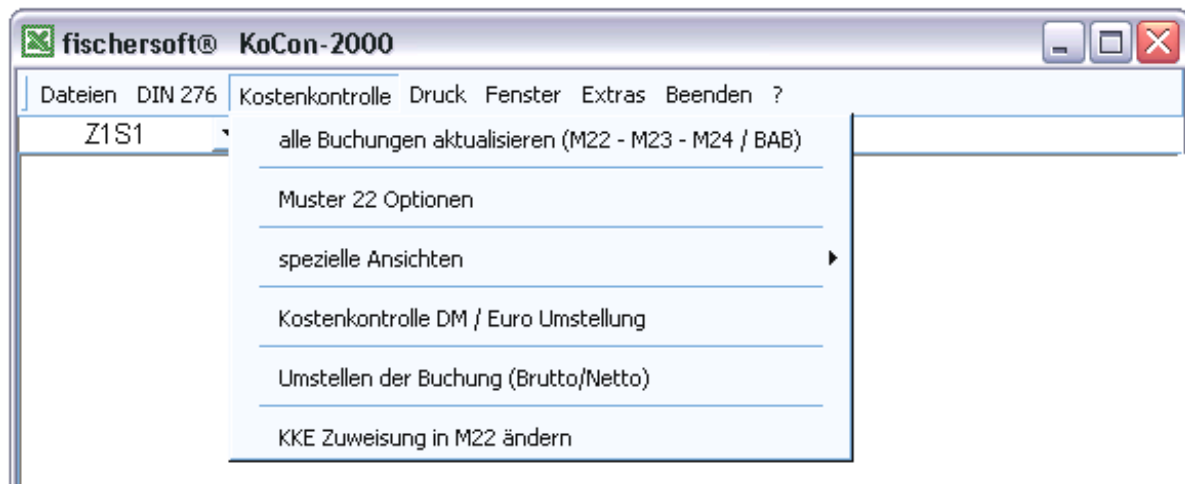 fischersoft® KoCon-2000
Dateien DIN 276 Kostenkontrolle Druck Fenster Extras Beenden ?
Z1S1
alle Buchungen aktualisieren (M22 - M23 - M24 / BAB)
Muster 22 Optionen
spezielle Ansichten
Kostenkontrolle DM / Euro Umstellung
Umstellen der Buchung (Brutto/Netto)
KKE Zuweisung in M22 ändern